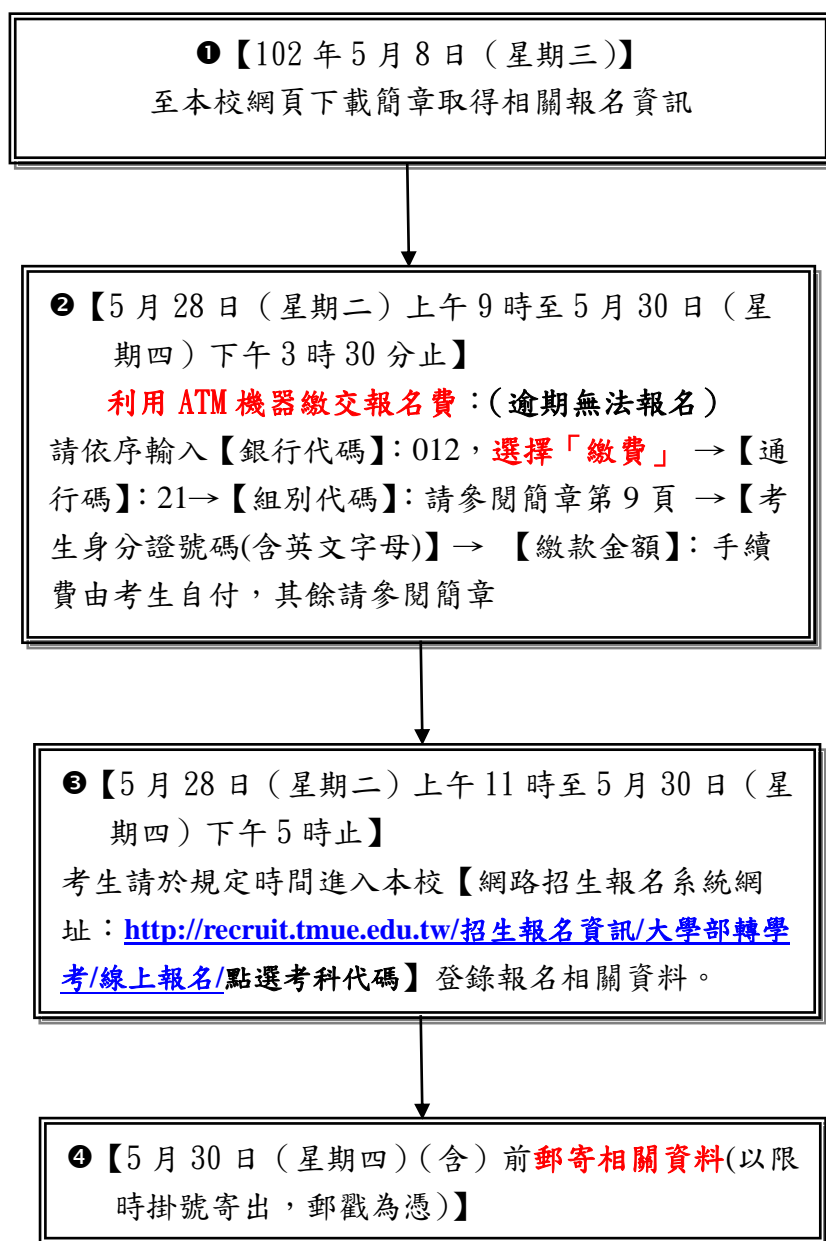 ❶【102 年 5 月 8 日（星期三）】
至本校網頁下載簡章取得相關報名資訊
❷【5 月 28 日（星期二）上午 9 時至 5 月 30 日（星
期四）下午 3 時 30 分止】
利用 ATM 機器繳交報名費：（逾期無法報名）
請依序輸入【銀行代碼】：012，選擇「繳費」 →【通
行碼】：21→【組別代碼】：請參閱簡章第 9 頁 →【考
生身分證號碼(含英文字母)】→ 【繳款金額】：手續
費由考生自付，其餘請參閱簡章
❸【5 月 28 日（星期二）上午 11 時至 5 月 30 日（星
期四）下午 5 時止】
考生請於規定時間進入本校【網路招生報名系統網
址：http://recruit.tmue.edu.tw/招生報名資訊/大學部轉學
考/線上報名/點選考科代碼】登錄報名相關資料。
❹【5 月 30 日（星期四）（含）前郵寄相關資料(以限
時掛號寄出，郵戳為憑)】